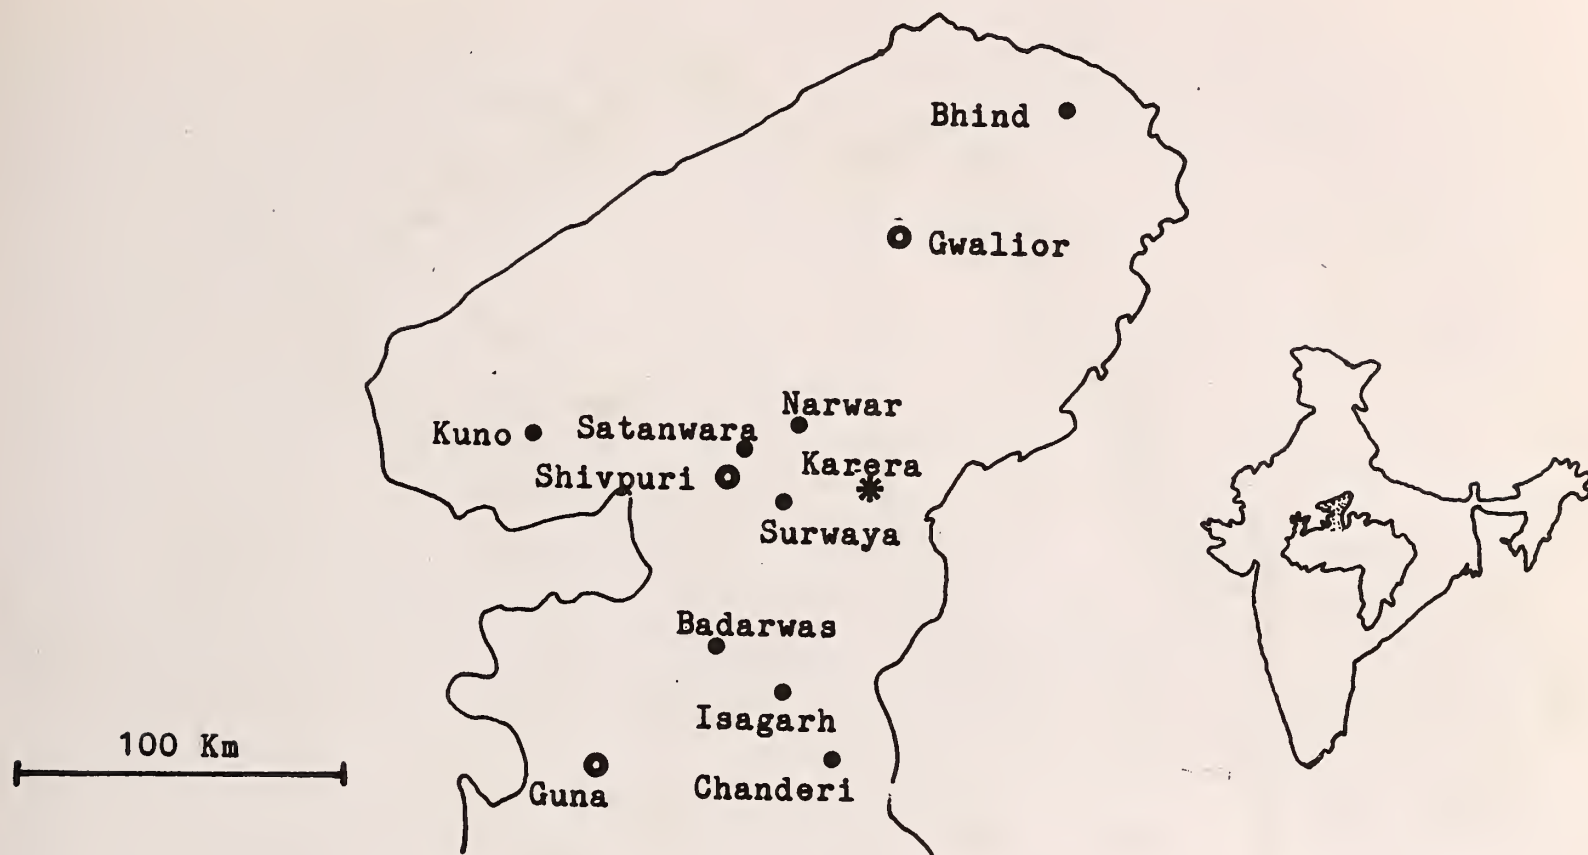 Bhind
Gwalior
Narwar
Kuno
Satanwara
Karera
Shivpuri
Surwaya
Badarwas
Isagarh
100 Km
Guna
Chanderi